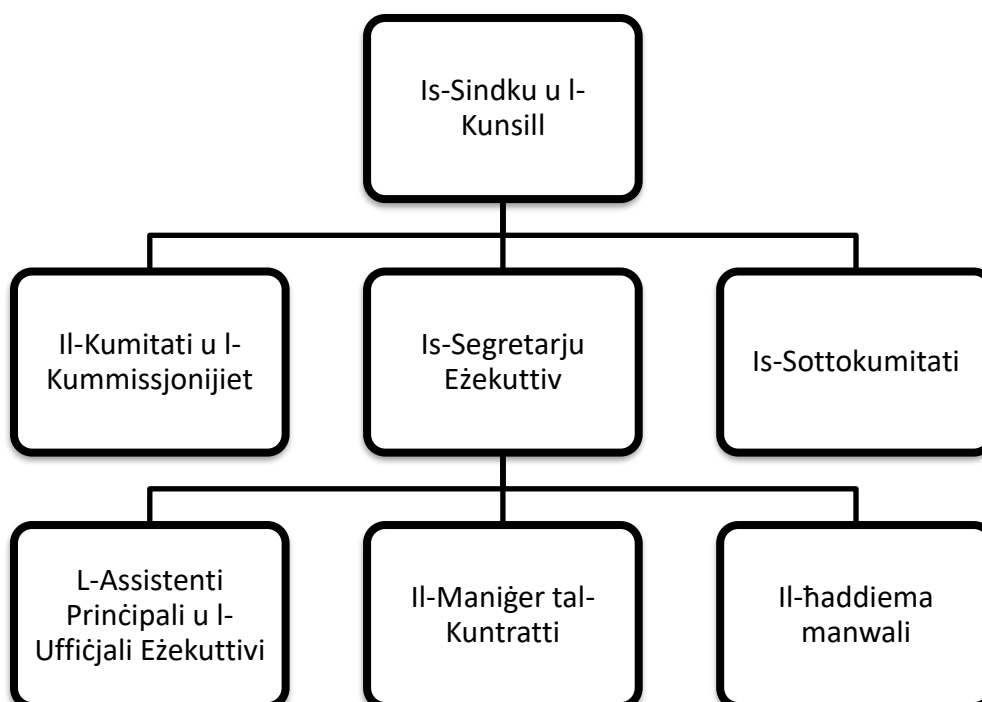 Is-Sindku u l-
Kunsill
Il-Kumitati u l-
Kummissjonijiet
Is-Segretarju
Eżekuttiv
Is-Sottokumitati
L-Assistenti
Prinċipali u l-
Uffiċjali Eżekuttivi
Il-Maniġer tal-
Kuntratti
Il-ħaddiema
manwali